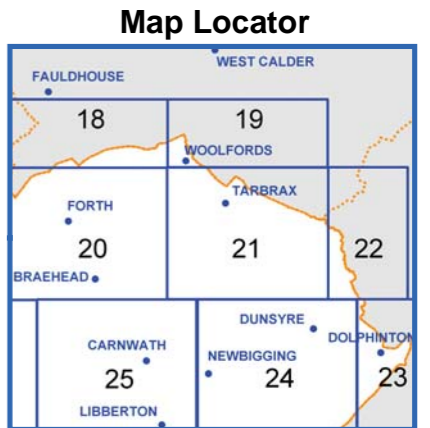 Map Locator
WEST CALDER
FAULDHOUSE
18
19
WOOLFORDS
TARBRAX
FORTH
20
21
22
BRAEHEAD
DUNSYRE
DOLPHINTON
CARNWATH
NEWBIGGING
25
24
23
LIBBERTON